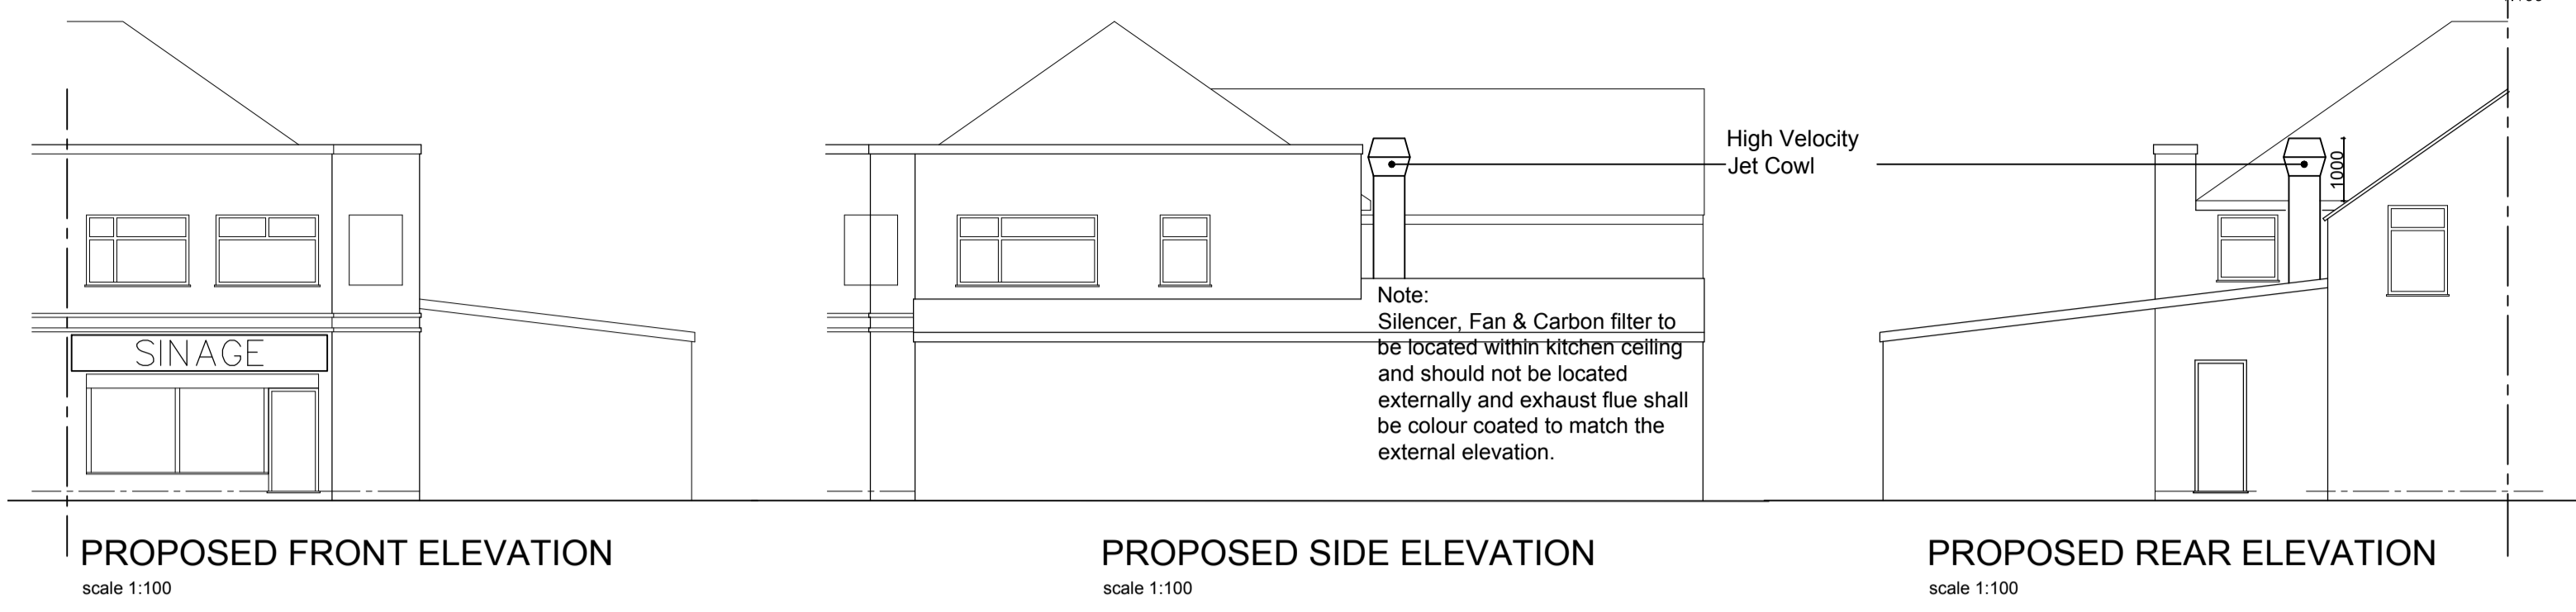 High Velocity
Jet Cowl
1000
Note:
Silencer, Fan & Carbon filter to
be located within kitchen ceiling
and should not be located
externally and exhaust flue shall
be colour coated to match the
external elevation.
SINAGE
PROPOSED FRONT ELEVATION
scale 1:100
PROPOSED SIDE ELEVATION
scale 1:100
PROPOSED REAR ELEVATION
scale 1:100